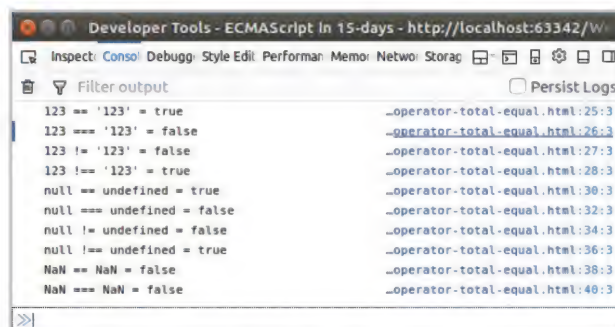 Developer Tools - ECMAScript in 15-days - http://localhost:63342/W
Inspect Consol Debugg Style Edit Performan Memor Netwo Storag
Filter output Persist Logs
123 == '123' = true …operator-total-equal.html:25:3
123 === '123' = false …operator-total-equal.html:26:3
123 != '123' = false …operator-total-equal.html:27:3
123 !== '123' = true …operator-total-equal.html:28:3
null == undefined = true …operator-total-equal.html:30:3
null === undefined = false …operator-total-equal.html:32:3
null != undefined = false …operator-total-equal.html:34:3
null !== undefined = true …operator-total-equal.html:36:3
NaN == NaN = false …operator-total-equal.html:38:3
NaN === NaN = false …operator-total-equal.html:40:3